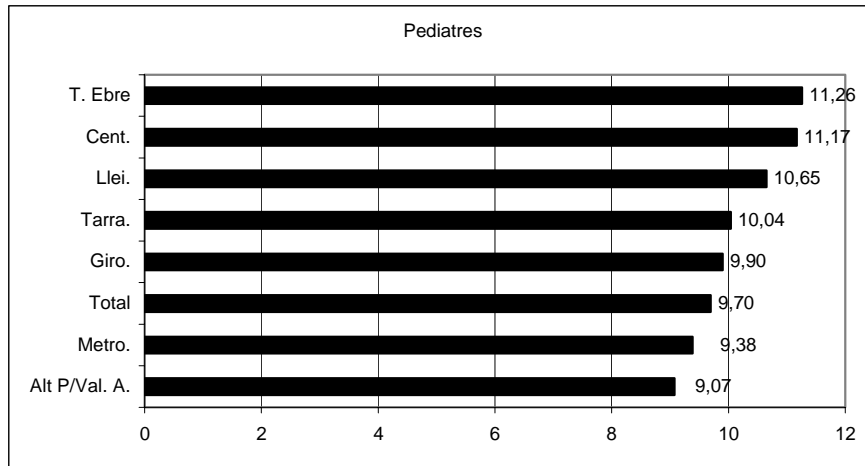 Pediatres
T. Ebre 11,26
Cent. 11,17
Llei. 10,65
Tarra. 10,04
Giro. 9,90
Total 9,70
Metro. 9,38
Alt P/Val. A. 9,07
0 2 4 6 8 10 12